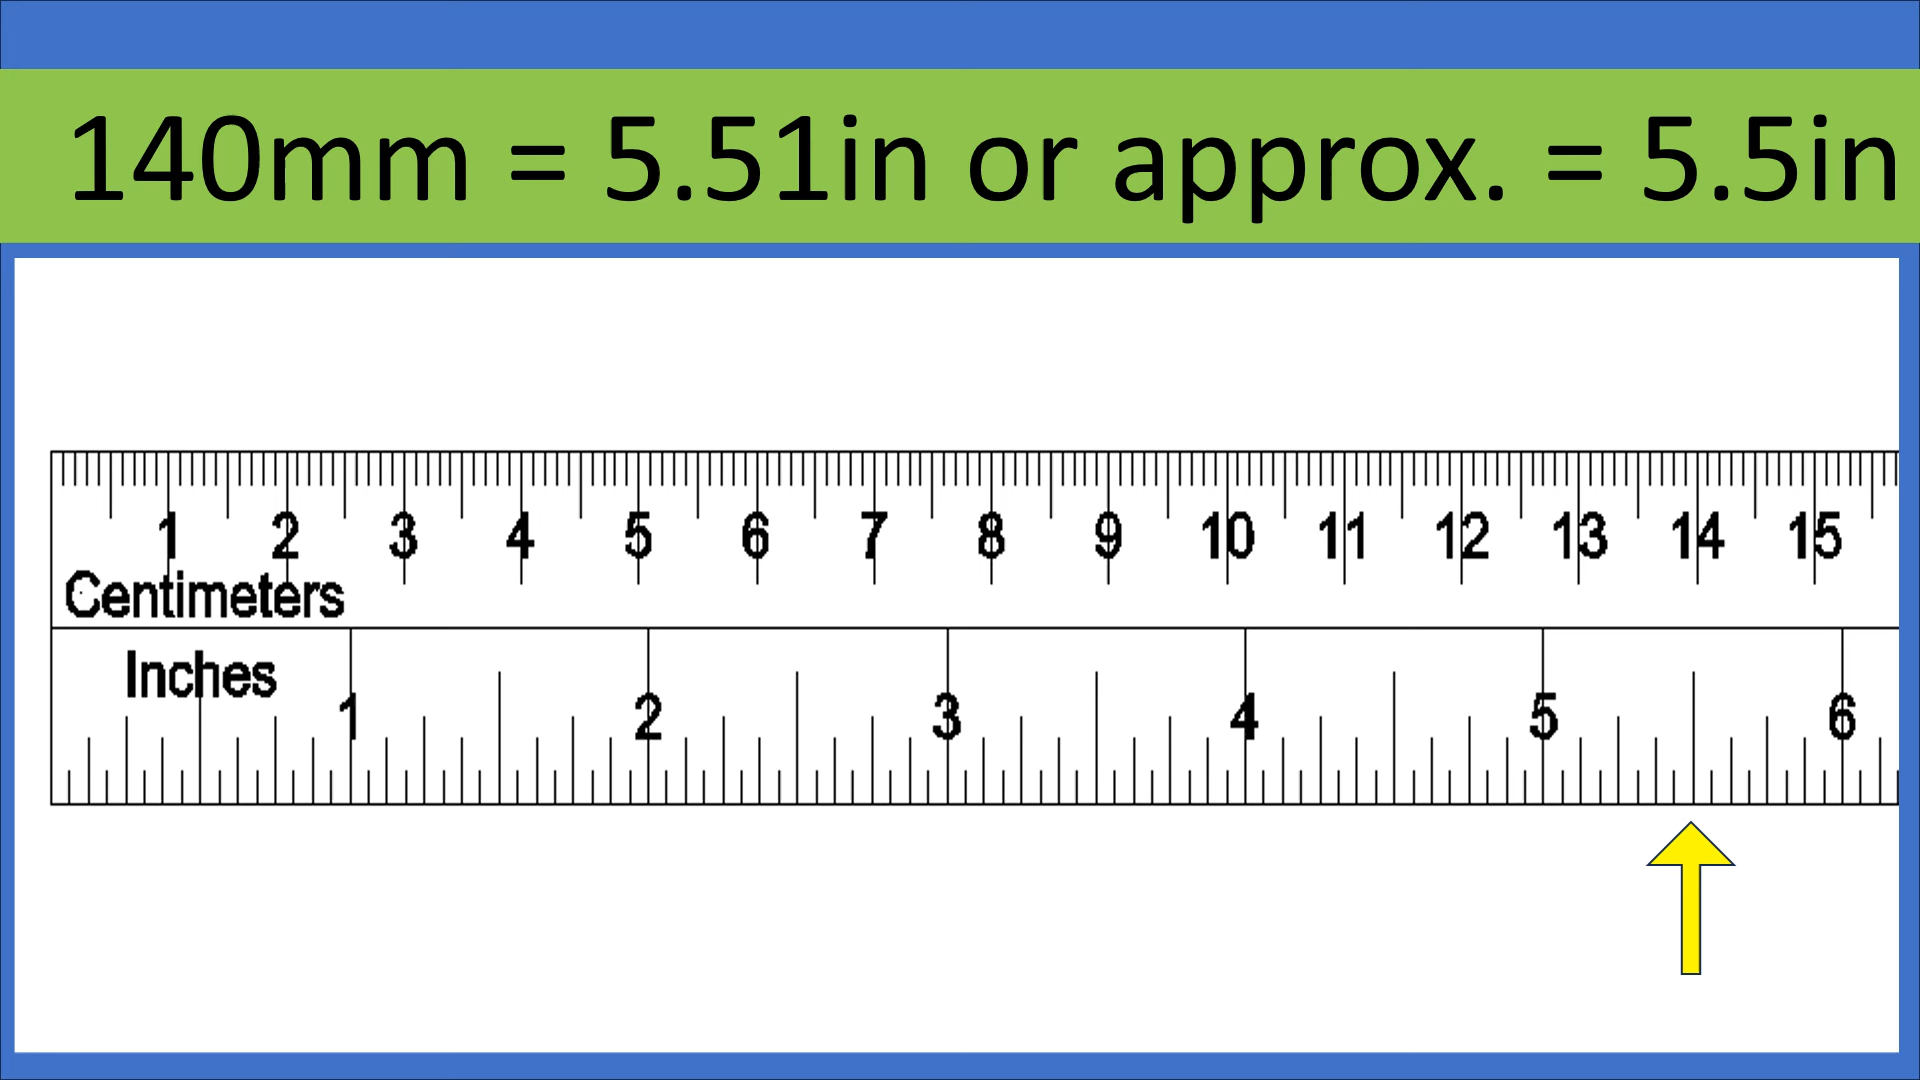 140mm = 5.51in or approx. = 5.5in
1 2 3 4 5 6 7 8 9 10 11 12 13 14 15
Centimeters
Inches
1 2 3 4 5 6